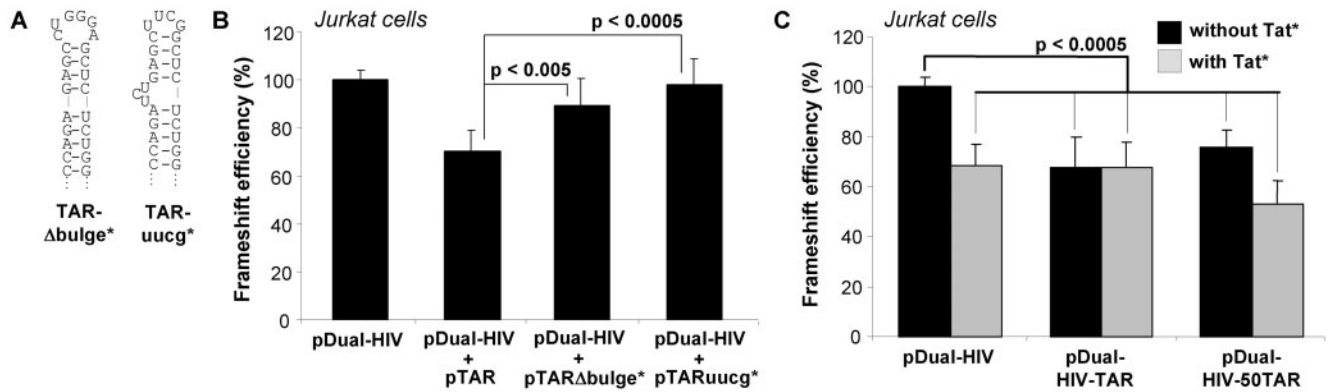 A
TAR-
Δbulge*
TAR-
uucg*
B
Jurkat cells
p < 0.0005
p < 0.005
Frameshift efficiency (%)
120
100
80
60
40
20
0
pDual-HIV
pDual-HIV
+
pTAR
pDual-HIV
+
pTARΔbulge*
pDual-HIV
+
pTARuucg*
C
Jurkat cells
p < 0.0005
without Tat*
with Tat*
Frameshift efficiency (%)
120
100
80
60
40
20
0
pDual-HIV
pDual-
HIV-TAR
pDual-
HIV-50TAR